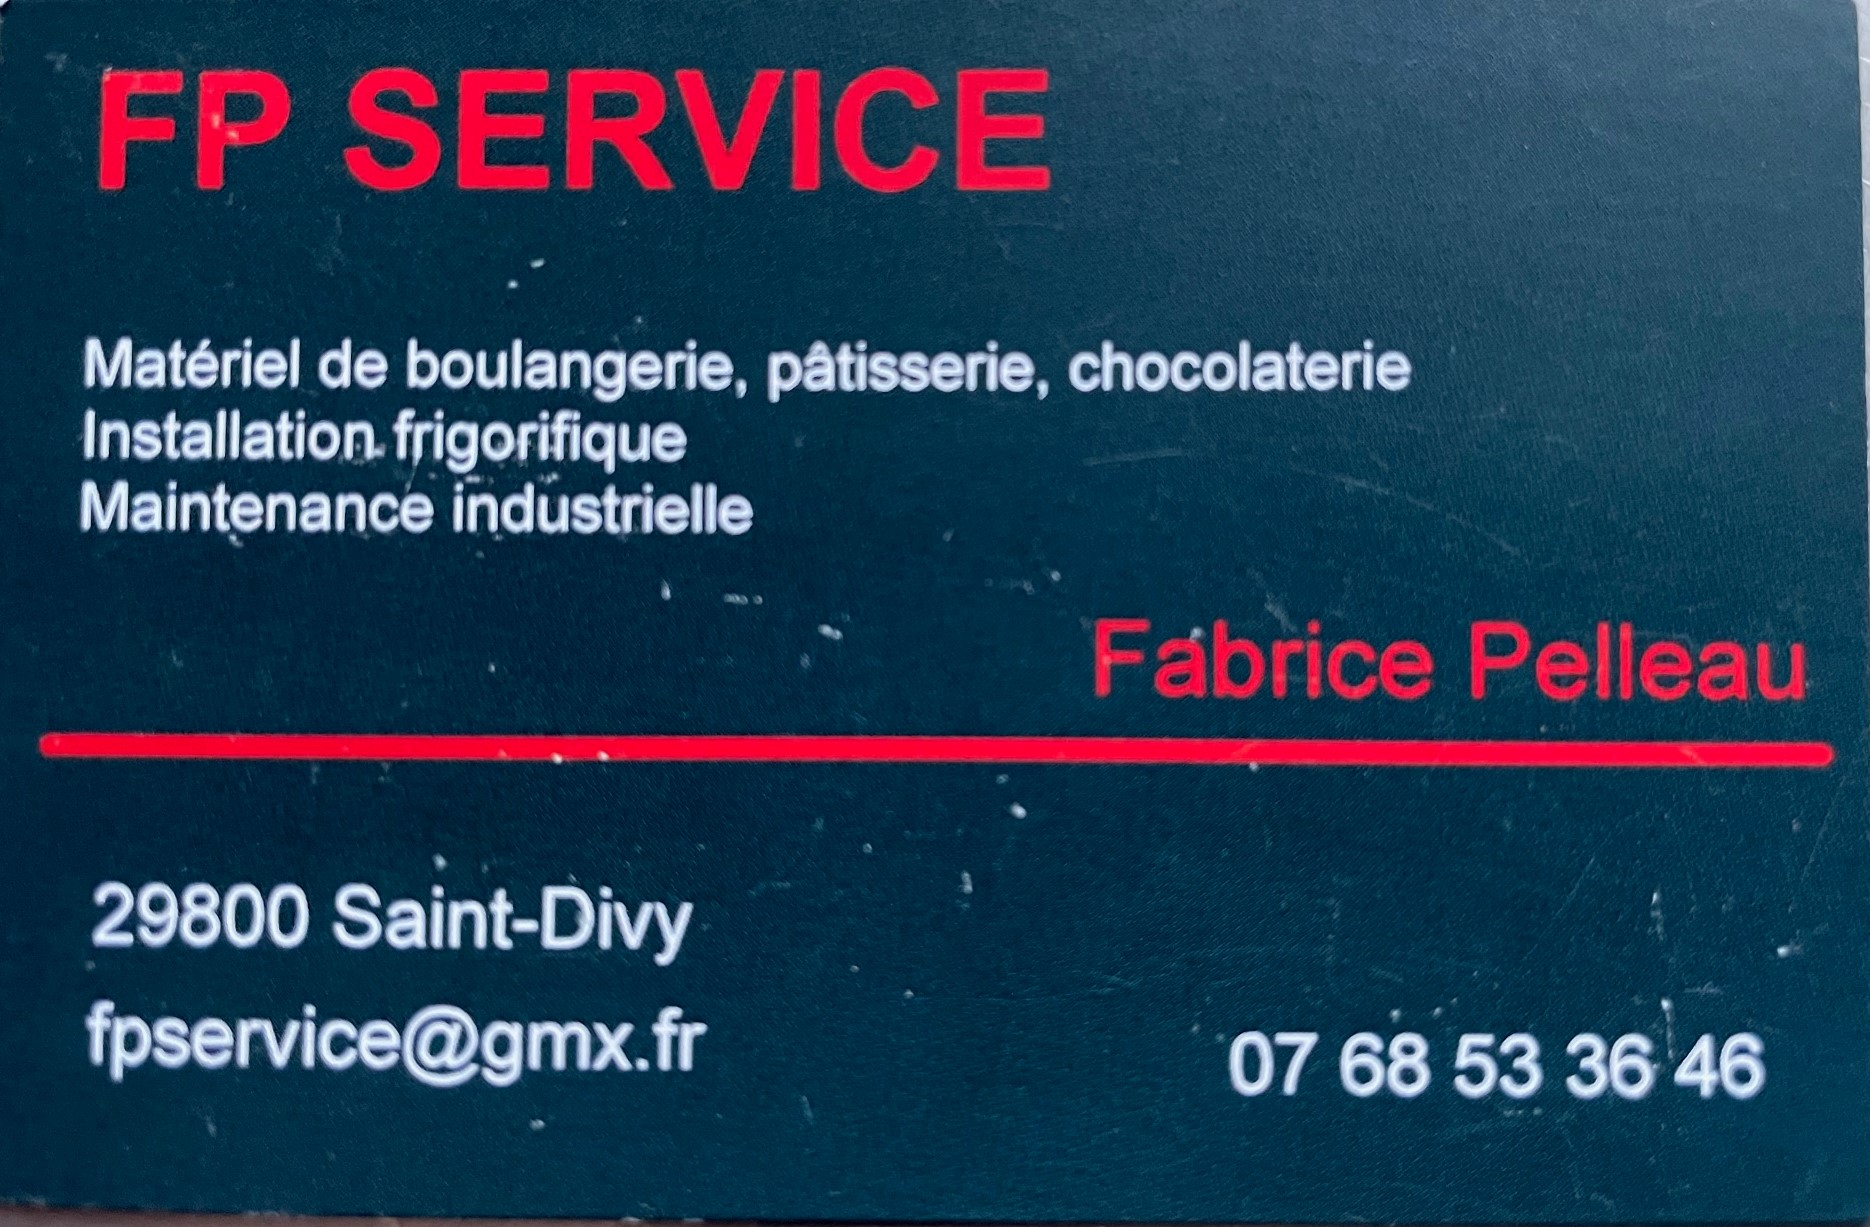 FP SERVICE
Matériel de boulangerie, pâtisserie, chocolaterie
Installation frigorifique
Maintenance industrielle
Fabrice Pelleau
29800 Saint-Divy
fpservice@gmx.fr
07 68 53 36 46